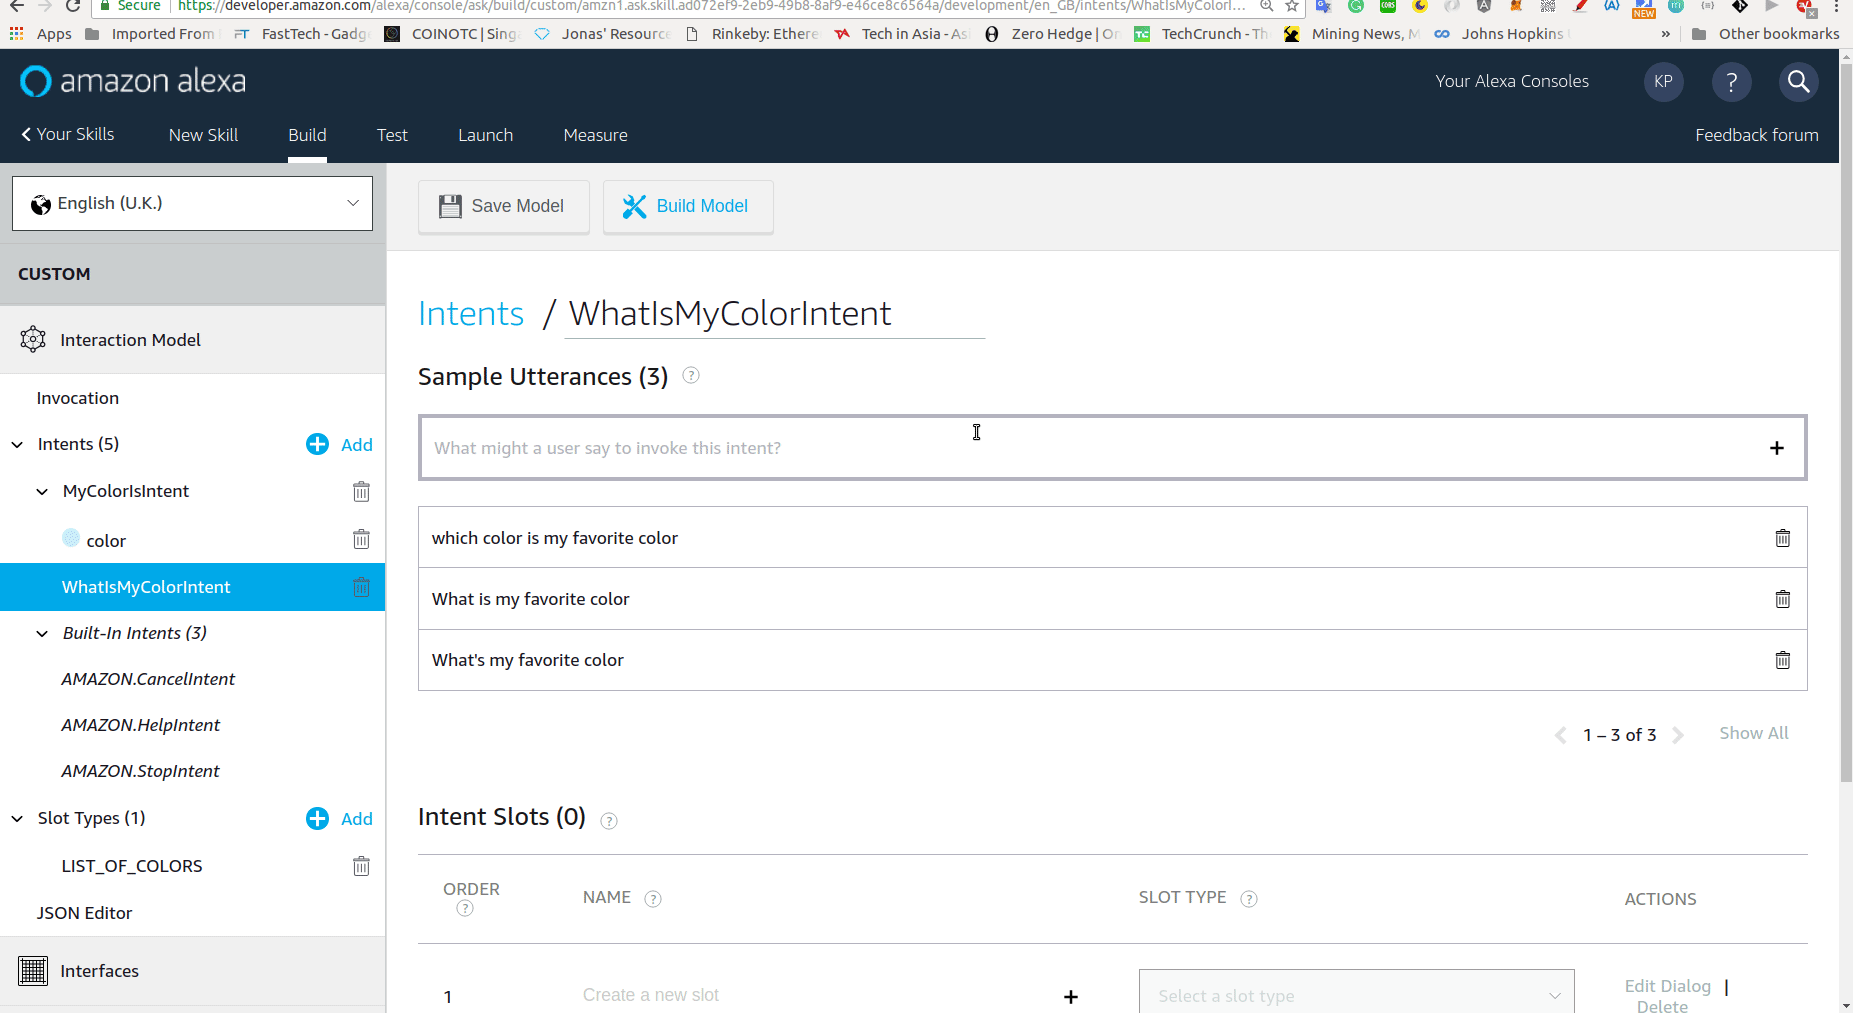 Secure https://developer.amazon.com/alexa/console/ask/build/custom/amzn1.ask.skill.ad072ef9-2eb9-49b8-8af9-e46ce8c6564a/development/en_GB/intents/WhatIsMyColorI...
Apps Imported From FastTech - Gadg COINOTC | Sing Jonas' Resource Rinkeby: Ethere Tech in Asia - As Zero Hedge | On TechCrunch - Th Mining News, M Johns Hopkins » Other bookmarks
amazon alexa
Your Alexa Consoles KP ?
Your Skills New Skill Build Test Launch Measure Feedback forum
English (U.K.)
Save Model Build Model
CUSTOM
Intents / WhatIsMyColorIntent
Interaction Model
Sample Utterances (3) ?
Invocation
Intents (5) Add
What might a user say to invoke this intent? +
MyColorIsIntent
color
which color is my favorite color
WhatIsMyColorIntent
What is my favorite color
Built-In Intents (3)
What's my favorite color
AMAZON.CancelIntent
AMAZON.HelpIntent
1 – 3 of 3 Show All
AMAZON.StopIntent
Slot Types (1) Add
Intent Slots (0) ?
LIST_OF_COLORS
ORDER ? NAME ? SLOT TYPE ? ACTIONS
JSON Editor
Interfaces
1 Create a new slot + Select a slot type Edit Dialog |
Delete